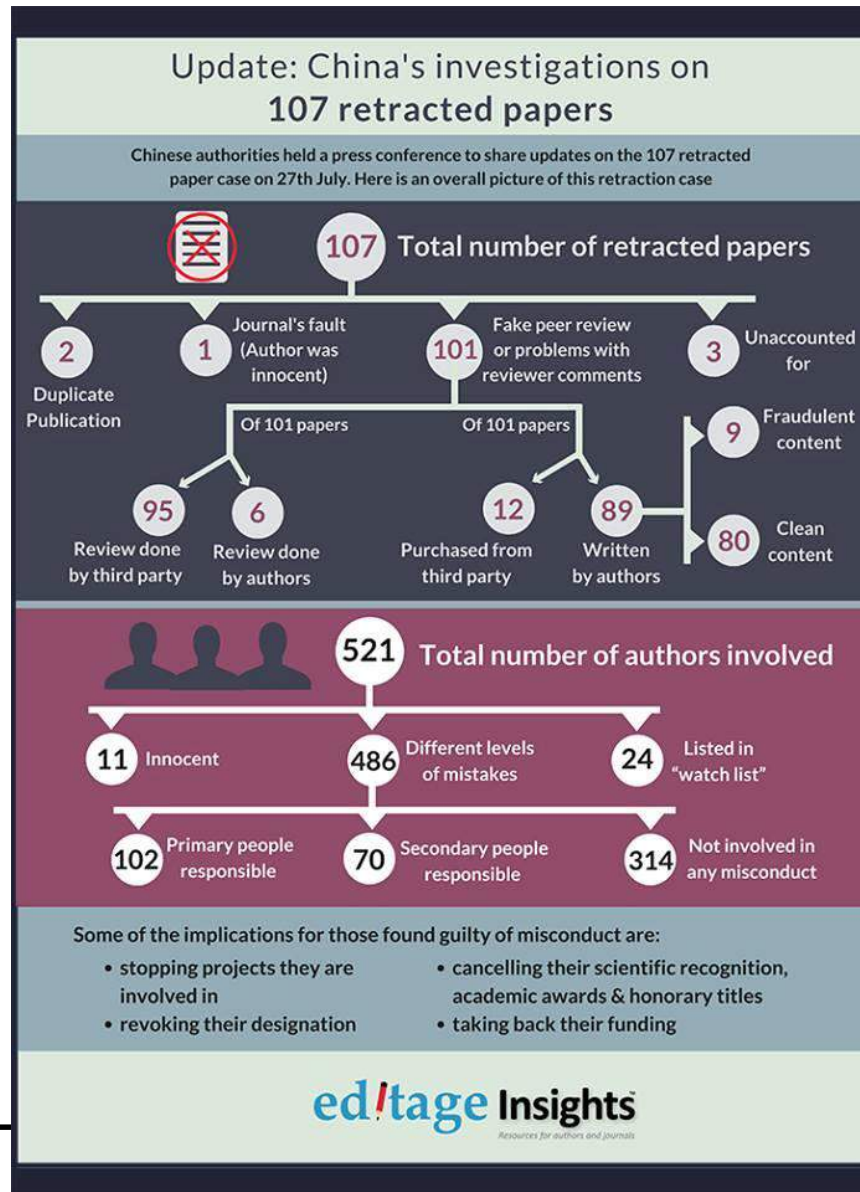 Update: China's investigations on
107 retracted papers
Chinese authorities held a press conference to share updates on the 107 retracted
paper case on 27th July. Here is an overall picture of this retraction case
107 Total number of retracted papers
2
Duplicate
Publication
1
Journal's fault
(Author was
innocent)
101
Fake peer review
or problems with
reviewer comments
3
Unaccounted
for
Of 101 papers
95
Review done
by third party
6
Review done
by authors
Of 101 papers
12
Purchased from
third party
89
Written
by authors
9
Fraudulent
content
80
Clean
content
521 Total number of authors involved
11 Innocent
486
Different levels
of mistakes
24
Listed in
“watch list”
102
Primary people
responsible
70
Secondary people
responsible
314
Not involved in
any misconduct
Some of the implications for those found guilty of misconduct are:
• stopping projects they are
involved in
• revoking their designation
• cancelling their scientific recognition,
academic awards & honorary titles
• taking back their funding
editage Insights™
Resources for authors and journals